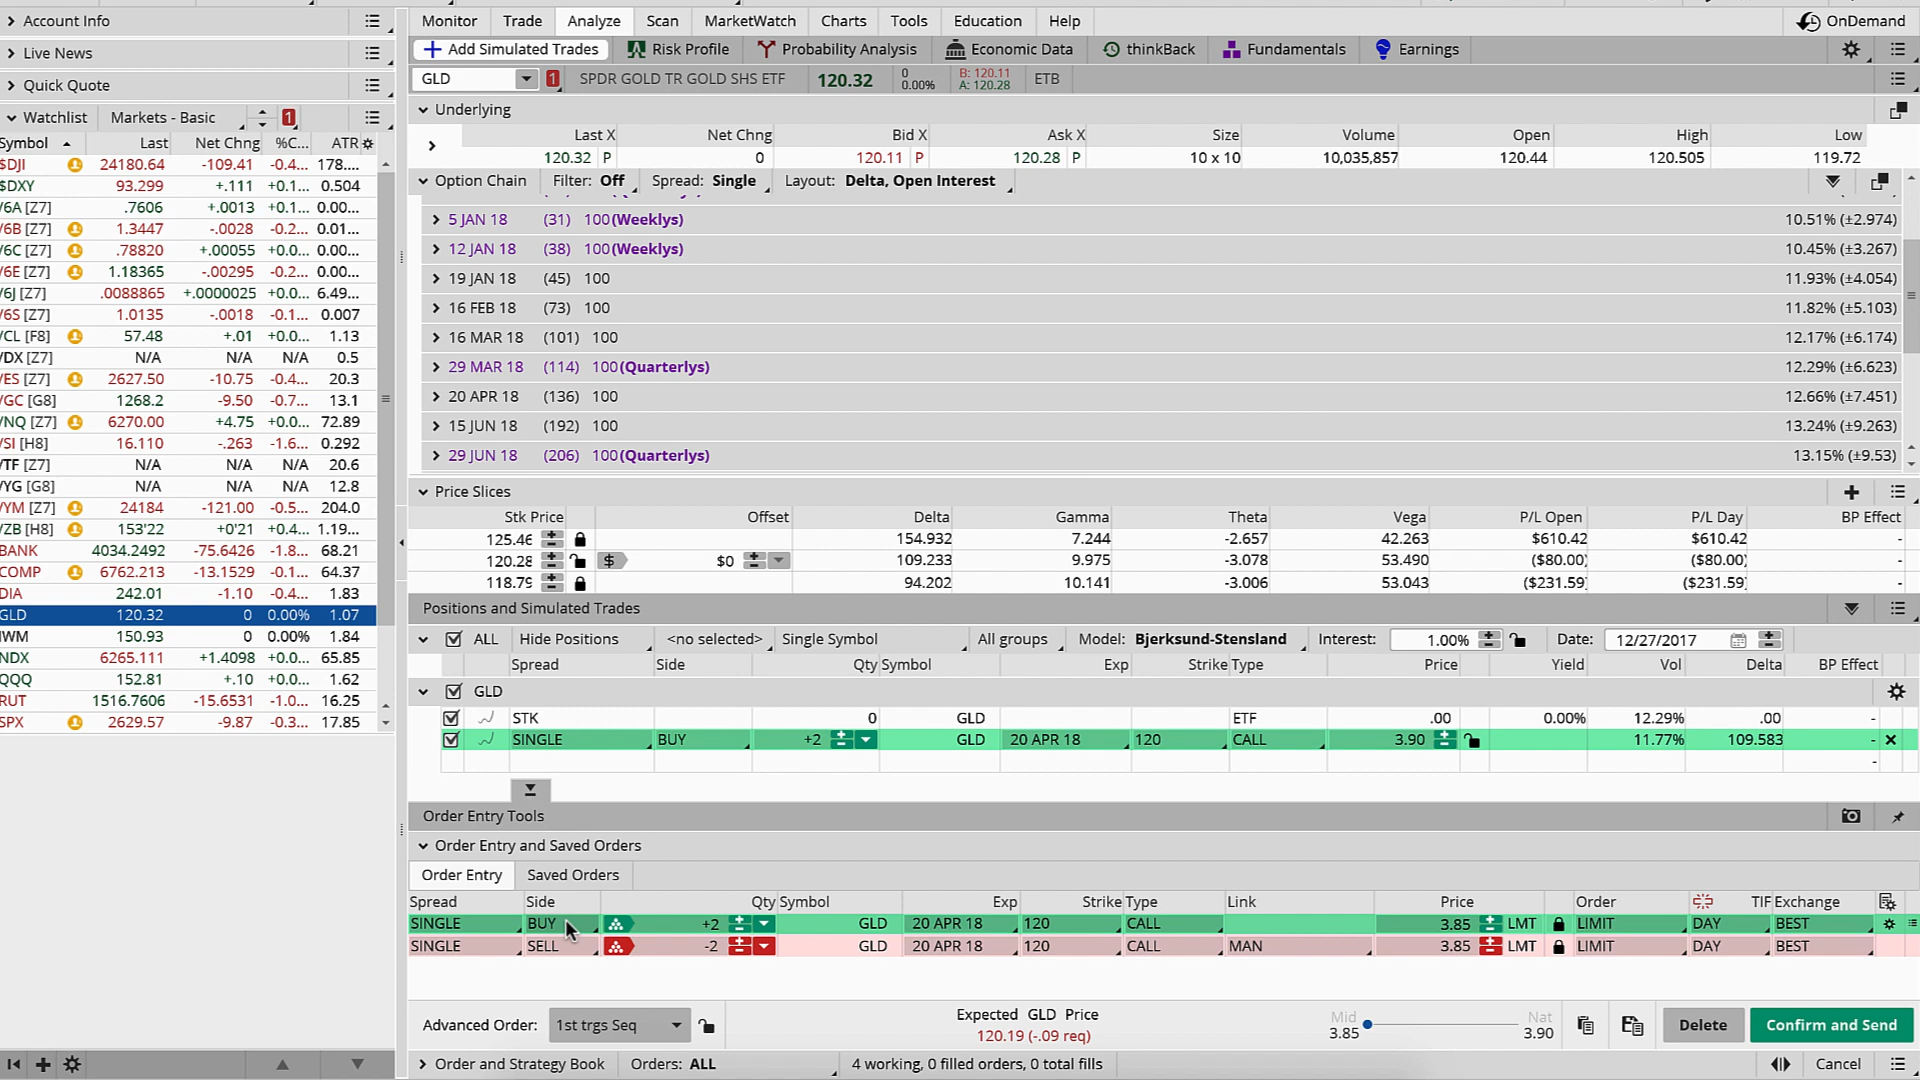 Account Info
Live News
Quick Quote
Watchlist Markets - Basic 1
Symbol Last Net Chng %C... ATR
$DJI 24180.64 -109.41 -0.4... 178....
$DXY 93.299 +.111 +0.1... 0.504
/6A [Z7] .7606 +.0013 +0.1... 0.00...
/6B [Z7] 1.3447 -.0028 -0.2... 0.01...
/6C [Z7] .78820 +.00055 +0.0... 0.00...
/6E [Z7] 1.18365 -.00295 -0.2... 0.00...
/6J [Z7] .0088865 +.0000025 +0.0... 6.49...
/6S [Z7] 1.0135 -.0018 -0.1... 0.007
/CL [F8] 57.48 +.01 +0.0... 1.13
/DX [Z7] N/A N/A N/A 0.5
/ES [Z7] 2627.50 -10.75 -0.4... 20.3
/GC [G8] 1268.2 -9.50 -0.7... 13.1
/NQ [Z7] 6270.00 +4.75 +0.0... 72.89
/SI [H8] 16.110 -.263 -1.6... 0.292
/TF [Z7] N/A N/A N/A 20.6
/YG [G8] N/A N/A N/A 12.8
/YM [Z7] 24184 -121.00 -0.5... 204.0
/ZB [H8] 153'22 +0'21 +0.4... 1.19...
BANK 4034.2492 -75.6426 -1.8... 68.21
COMP 6762.213 -13.1529 -0.1... 64.37
DIA 242.01 -1.10 -0.4... 1.83
GLD 120.32 0 0.00% 1.07
IWM 150.93 0 0.00% 1.84
NDX 6265.111 +1.4098 +0.0... 65.85
QQQ 152.81 +.10 +0.0... 1.62
RUT 1516.7606 -15.6531 -1.0... 16.25
SPX 2629.57 -9.87 -0.3... 17.85
Monitor Trade Analyze Scan MarketWatch Charts Tools Education Help OnDemand
Add Simulated Trades Risk Profile Probability Analysis Economic Data thinkBack Fundamentals Earnings
GLD 1 SPDR GOLD TR GOLD SHS ETF 120.32 0 0.00% B: 120.11 A: 120.28 ETB
Underlying
Last X Net Chng Bid X Ask X Size Volume Open High Low
120.32 P 0 120.11 P 120.28 P 10 x 10 10,035,857 120.44 120.505 119.72
Option Chain Filter: Off Spread: Single Layout: Delta, Open Interest
5 JAN 18 (31) 100 (Weeklys) 10.51% (±2.974)
12 JAN 18 (38) 100 (Weeklys) 10.45% (±3.267)
19 JAN 18 (45) 100 11.93% (±4.054)
16 FEB 18 (73) 100 11.82% (±5.103)
16 MAR 18 (101) 100 12.17% (±6.174)
29 MAR 18 (114) 100 (Quarterlys) 12.29% (±6.623)
20 APR 18 (136) 100 12.66% (±7.451)
15 JUN 18 (192) 100 13.24% (±9.263)
29 JUN 18 (206) 100 (Quarterlys) 13.15% (±9.53)
Price Slices
Stk Price Offset Delta Gamma Theta Vega P/L Open P/L Day BP Effect
125.46 154.932 7.244 -2.657 42.263 $610.42 $610.42 -
120.28 $ $0 109.233 9.975 -3.078 53.490 ($80.00) ($80.00) -
118.79 94.202 10.141 -3.006 53.043 ($231.59) ($231.59) -
Positions and Simulated Trades
ALL Hide Positions <no selected> Single Symbol All groups Model: Bjerksund-Stensland Interest: 1.00% Date: 12/27/2017
Spread Side Qty Symbol Exp Strike Type Price Yield Vol Delta BP Effect
GLD
STK 0 GLD ETF .00 0.00% 12.29% .00 -
SINGLE BUY +2 GLD 20 APR 18 120 CALL 3.90 11.77% 109.583 -
-
Order Entry Tools
Order Entry and Saved Orders
Order Entry Saved Orders
Spread Side Qty Symbol Exp Strike Type Link Price Order TIF Exchange
SINGLE BUY +2 GLD 20 APR 18 120 CALL 3.85 LMT LIMIT DAY BEST
SINGLE SELL -2 GLD 20 APR 18 120 CALL MAN 3.85 LMT LIMIT DAY BEST
Advanced Order: 1st trgs Seq Expected GLD Price 120.19 (-.09 req) Mid 3.85 Nat 3.90 Delete Confirm and Send
Order and Strategy Book Orders: ALL 4 working, 0 filled orders, 0 total fills Cancel